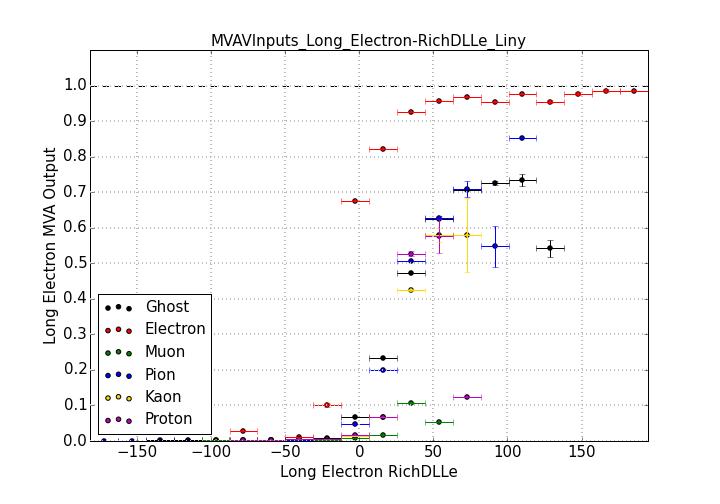 MVAVInputs_Long_Electron-RichDLLe_Liny
1.0
0.9
0.8
0.7
0.6
0.5
0.4
0.3
0.2
0.1
0.0
Long Electron MVA Output
Ghost
Electron
Muon
Pion
Kaon
Proton
−150 −100 −50 0 50 100 150
Long Electron RichDLLe